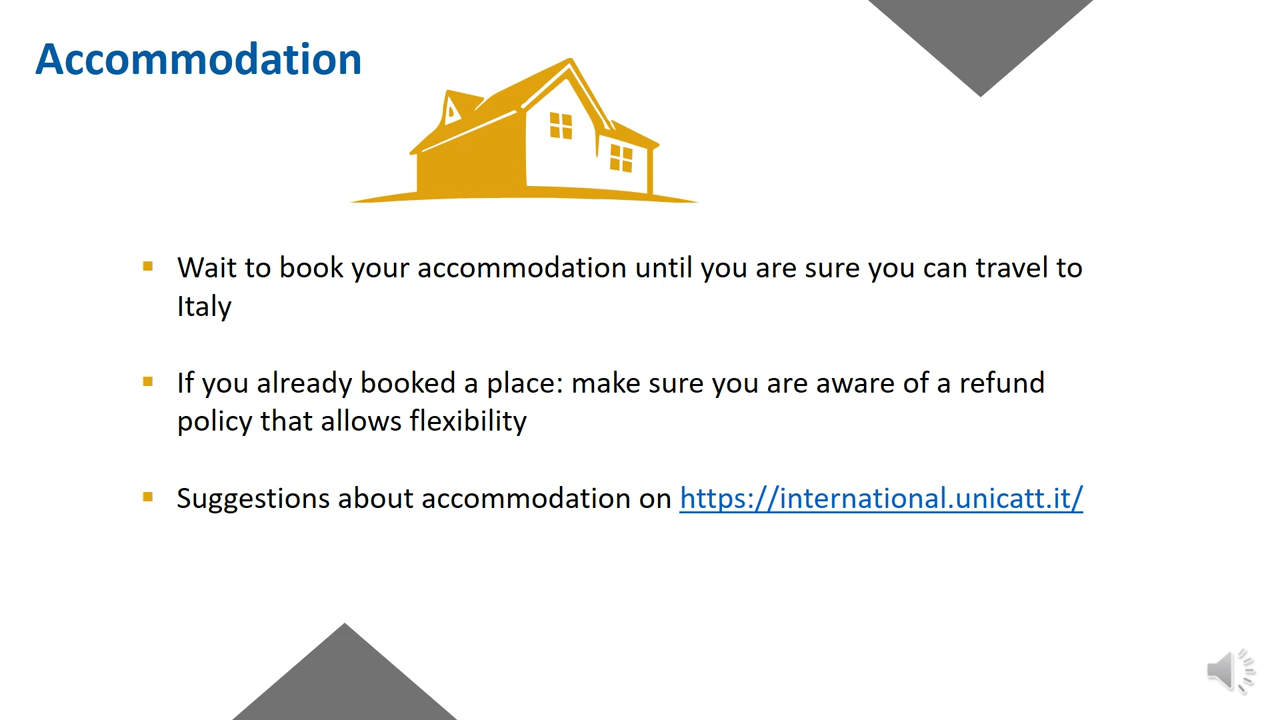 Accommodation
Wait to book your accommodation until you are sure you can travel to
Italy
If you already booked a place: make sure you are aware of a refund
policy that allows flexibility
Suggestions about accommodation on https://international.unicatt.it/